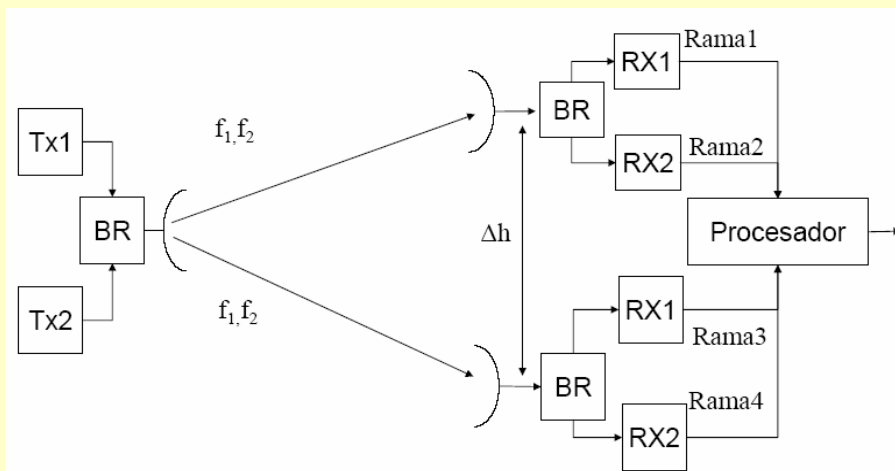 Tx1
Tx2
BR
f₁,f₂
f₁,f₂
Δh
BR
RX1
Rama1
RX2
Rama2
Procesador
BR
RX1
Rama3
RX2
Rama4